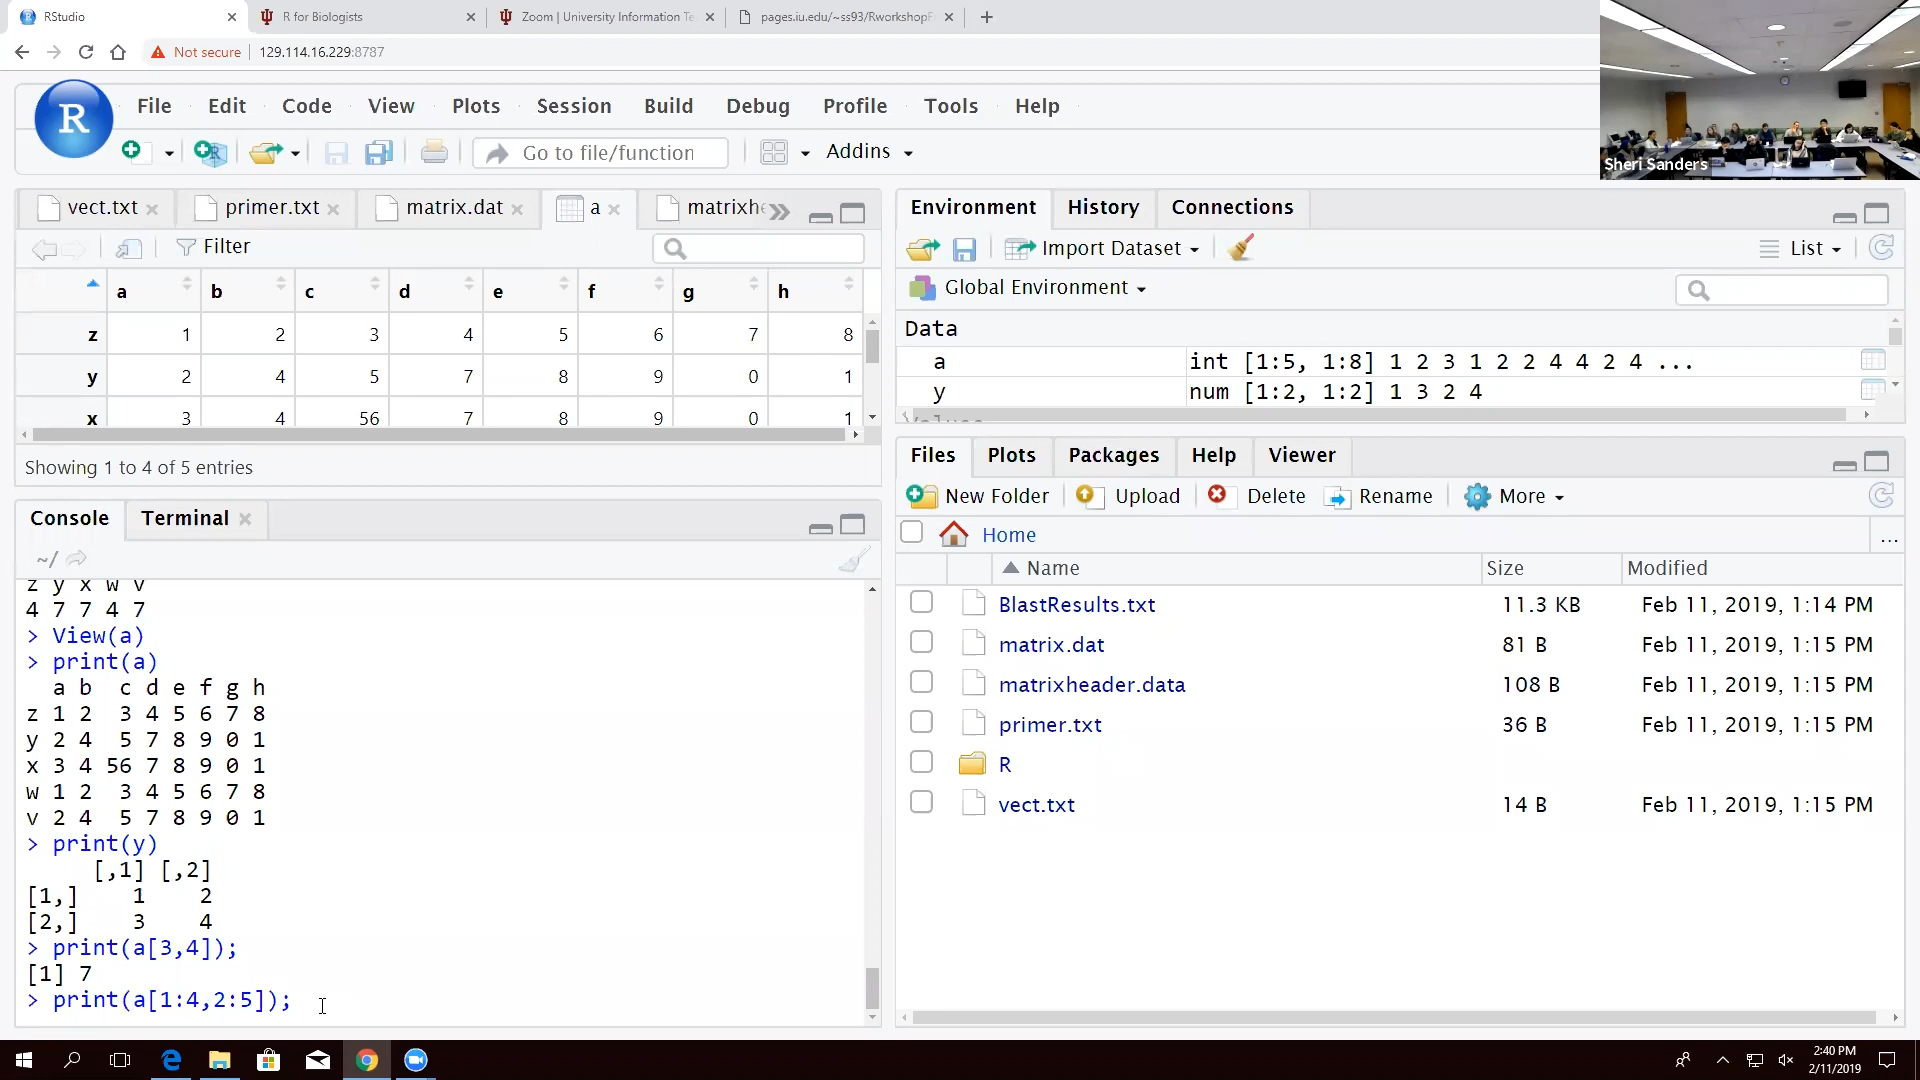 RStudio
R for Biologists
Zoom | University Information Te
pages.iu.edu/~ss93/RworkshopF
Not secure
129.114.16.229:8787
R
File Edit Code View Plots Session Build Debug Profile Tools Help
Go to file/function
Addins
Sheri Sanders
vect.txt
primer.txt
matrix.dat
a
matrixhe
Filter
a b c d e f g h
z 1 2 3 4 5 6 7 8
y 2 4 5 7 8 9 0 1
x 3 4 56 7 8 9 0 1
Showing 1 to 4 of 5 entries
Console
Terminal
~/
z y x w v
4 7 7 4 7
> View(a)
> print(a)
a b c d e f g h
z 1 2 3 4 5 6 7 8
y 2 4 5 7 8 9 0 1
x 3 4 56 7 8 9 0 1
w 1 2 3 4 5 6 7 8
v 2 4 5 7 8 9 0 1
> print(y)
[,1] [,2]
[1,] 1 2
[2,] 3 4
> print(a[3,4]);
[1] 7
> print(a[1:4,2:5]);
Environment History Connections
Import Dataset
List
Global Environment
Data
a int [1:5, 1:8] 1 2 3 1 2 2 4 4 2 4 ...
y num [1:2, 1:2] 1 3 2 4
Values
Files Plots Packages Help Viewer
New Folder Upload Delete Rename More
Home
...
Name Size Modified
BlastResults.txt 11.3 KB Feb 11, 2019, 1:14 PM
matrix.dat 81 B Feb 11, 2019, 1:15 PM
matrixheader.data 108 B Feb 11, 2019, 1:15 PM
primer.txt 36 B Feb 11, 2019, 1:15 PM
R
vect.txt 14 B Feb 11, 2019, 1:15 PM
2:40 PM
2/11/2019